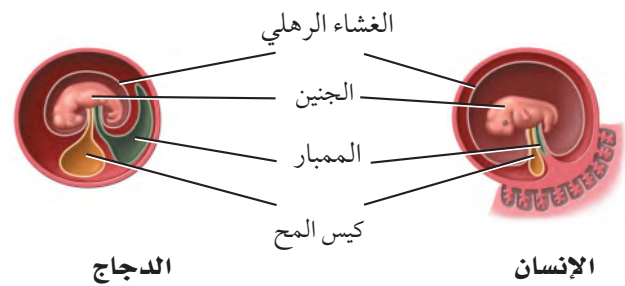 الغشاء الرهلي
الجنين
الممبار
كيس المح
الإنسان
الدجاج